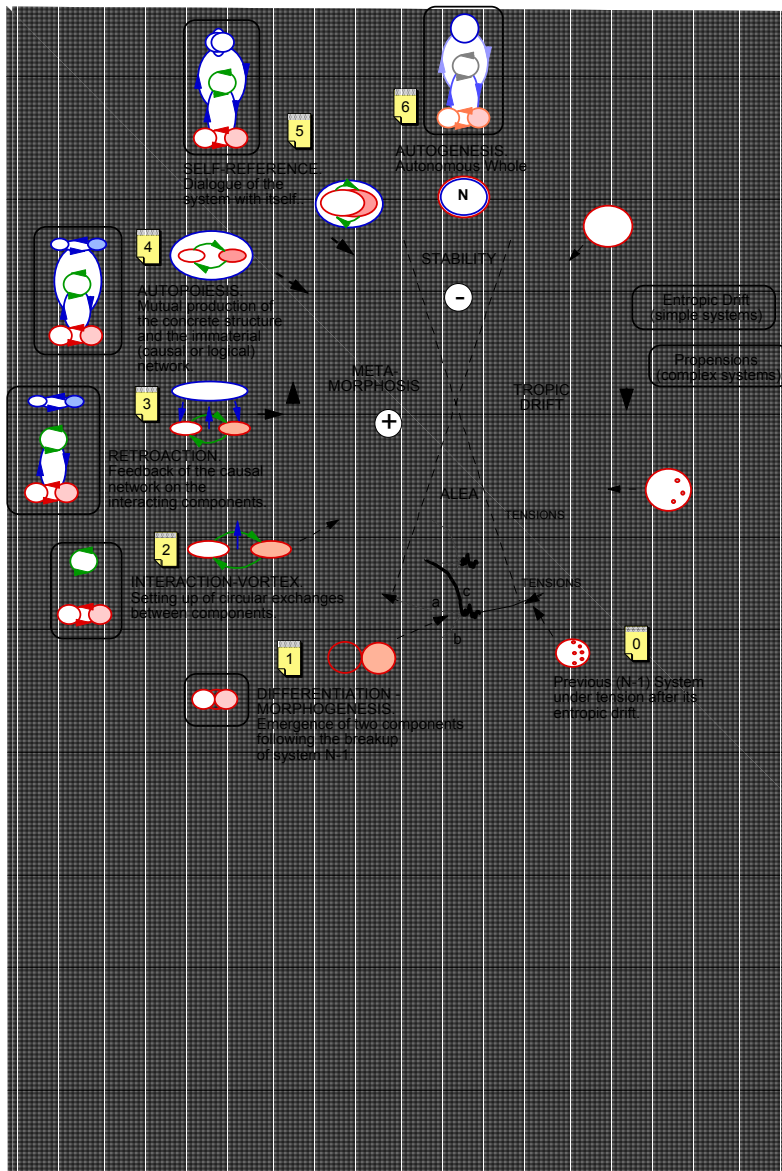 6
5
SELF-REFERENCE.
Dialogue of the
system with itself..
AUTOGENESIS
Autonomous Whole
N
4
STABILITY
-
AUTOPOIESIS.
Mutual production of
the concrete structure
and the immaterial
(causal or logical)
network.
Entropic Drift
(simple systems)
Propensions
(complex systems)
META-
MORPHOSIS
+
TROPIC
DRIFT
3
RETROACTION.
Feedback of the causal
network on the
interacting components.
ALEA
TENSIONS
2
INTERACTION-VORTEX.
Setting up of circular exchanges
between components.
TENSIONS
a
c
b
0
1
Previous (N-1) System
under tension after its
entropic drift.
DIFFERENTIATION -
MORPHOGENESIS.
Emergence of two components
following the breakup
of system N-1.